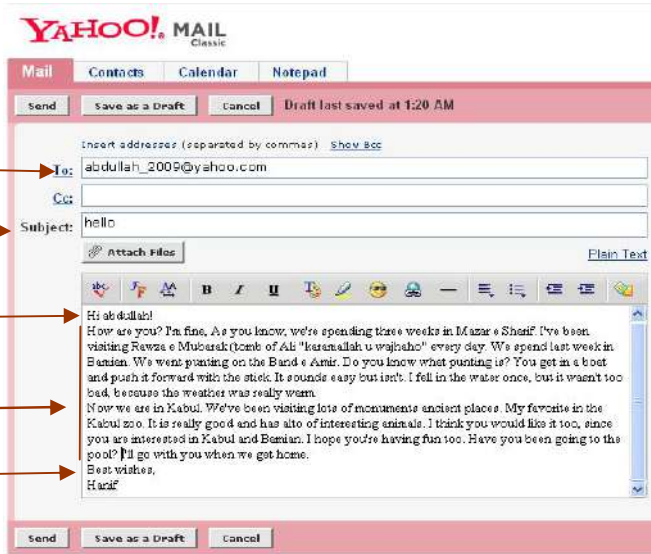 YAHOO! MAIL
Classic
Mail Contacts Calendar Notepad
Send Save as a Draft Cancel Draft last saved at 1:20 AM
Insert addresses (separated by commas) Show Bcc
To: abdullah_2009@yahoo.com
Cc:
Subject: hello
Attach Files Plain Text
Hi abdullah!
How are you? I'm fine, As you know, we're spending three weeks in Mazar e Sharif. I've been
visiting Rawza e Mubarak (tomb of Ali "karamallah u wajhaho" every day. We spend last week in
Bamian. We went punting on the Band e Amir. Do you know what punting is? You get in a boat
and push it forward with the stick. It sounds easy but isn't. I fell in the water once, but it wasn't too
bad, because the weather was really warm.
Now we are in Kabul. We've been visiting lots of monuments ancient places. My favorite in the
Kabul zoo. It is really good and has alto of interesting animals. I think you would like it too, since
you are interested in Kabul and Bemian. I hope you're having fun too. Have you been going to the
pool? I'll go with you when we get home.
Best wishes,
Hanif
Send Save as a Draft Cancel